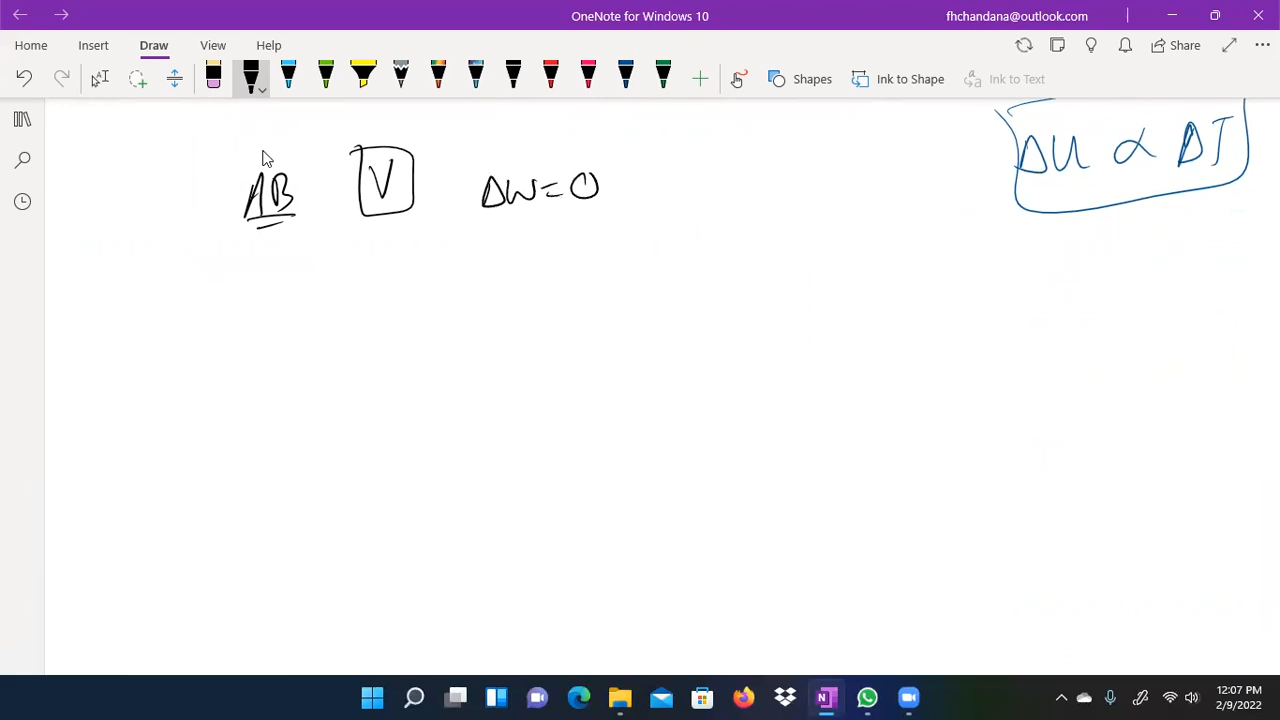 OneNote for Windows 10
fhchandana@outlook.com
Home Insert Draw View Help
Share
Shapes Ink to Shape Ink to Text
ΔU ∝ ΔT
AB V ΔW=0
12:07 PM
2/9/2022